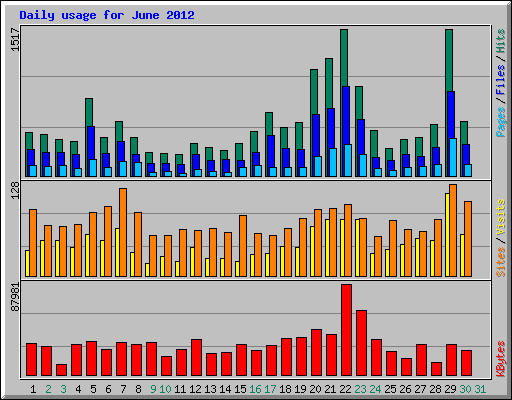 Daily usage for June 2012
1517
Pages / Files / Hits
128
Sites / Visits
87981
KBytes
1 2 3 4 5 6 7 8 9 10 11 12 13 14 15 16 17 18 19 20 21 22 23 24 25 26 27 28 29 30 31